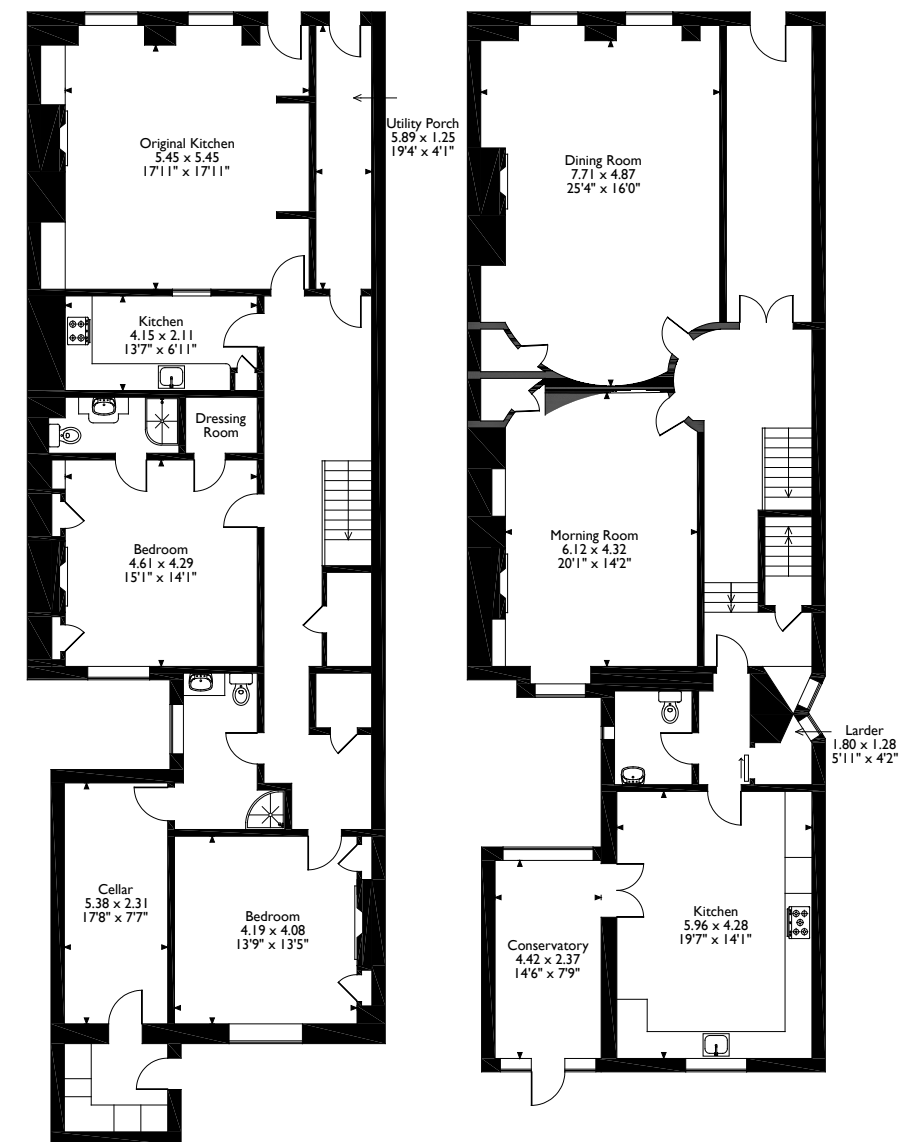 Original Kitchen
5.45 x 5.45
17'11" x 17'11"
Utility Porch
5.89 x 1.25
19'4' x 4'1"
Kitchen
4.15 x 2.11
13'7" x 6'11"
Dressing
Room
Bedroom
4.61 x 4.29
15'1" x 14'1"
Cellar
5.38 x 2.31
17'8" x 7'7"
Bedroom
4.19 x 4.08
13'9" x 13'5"
Dining Room
7.71 x 4.87
25'4" x 16'0"
Morning Room
6.12 x 4.32
20'1" x 14'2"
Larder
1.80 x 1.28
5'11" x 4'2"
Kitchen
5.96 x 4.28
19'7" x 14'1"
Conservatory
4.42 x 2.37
14'6" x 7'9"